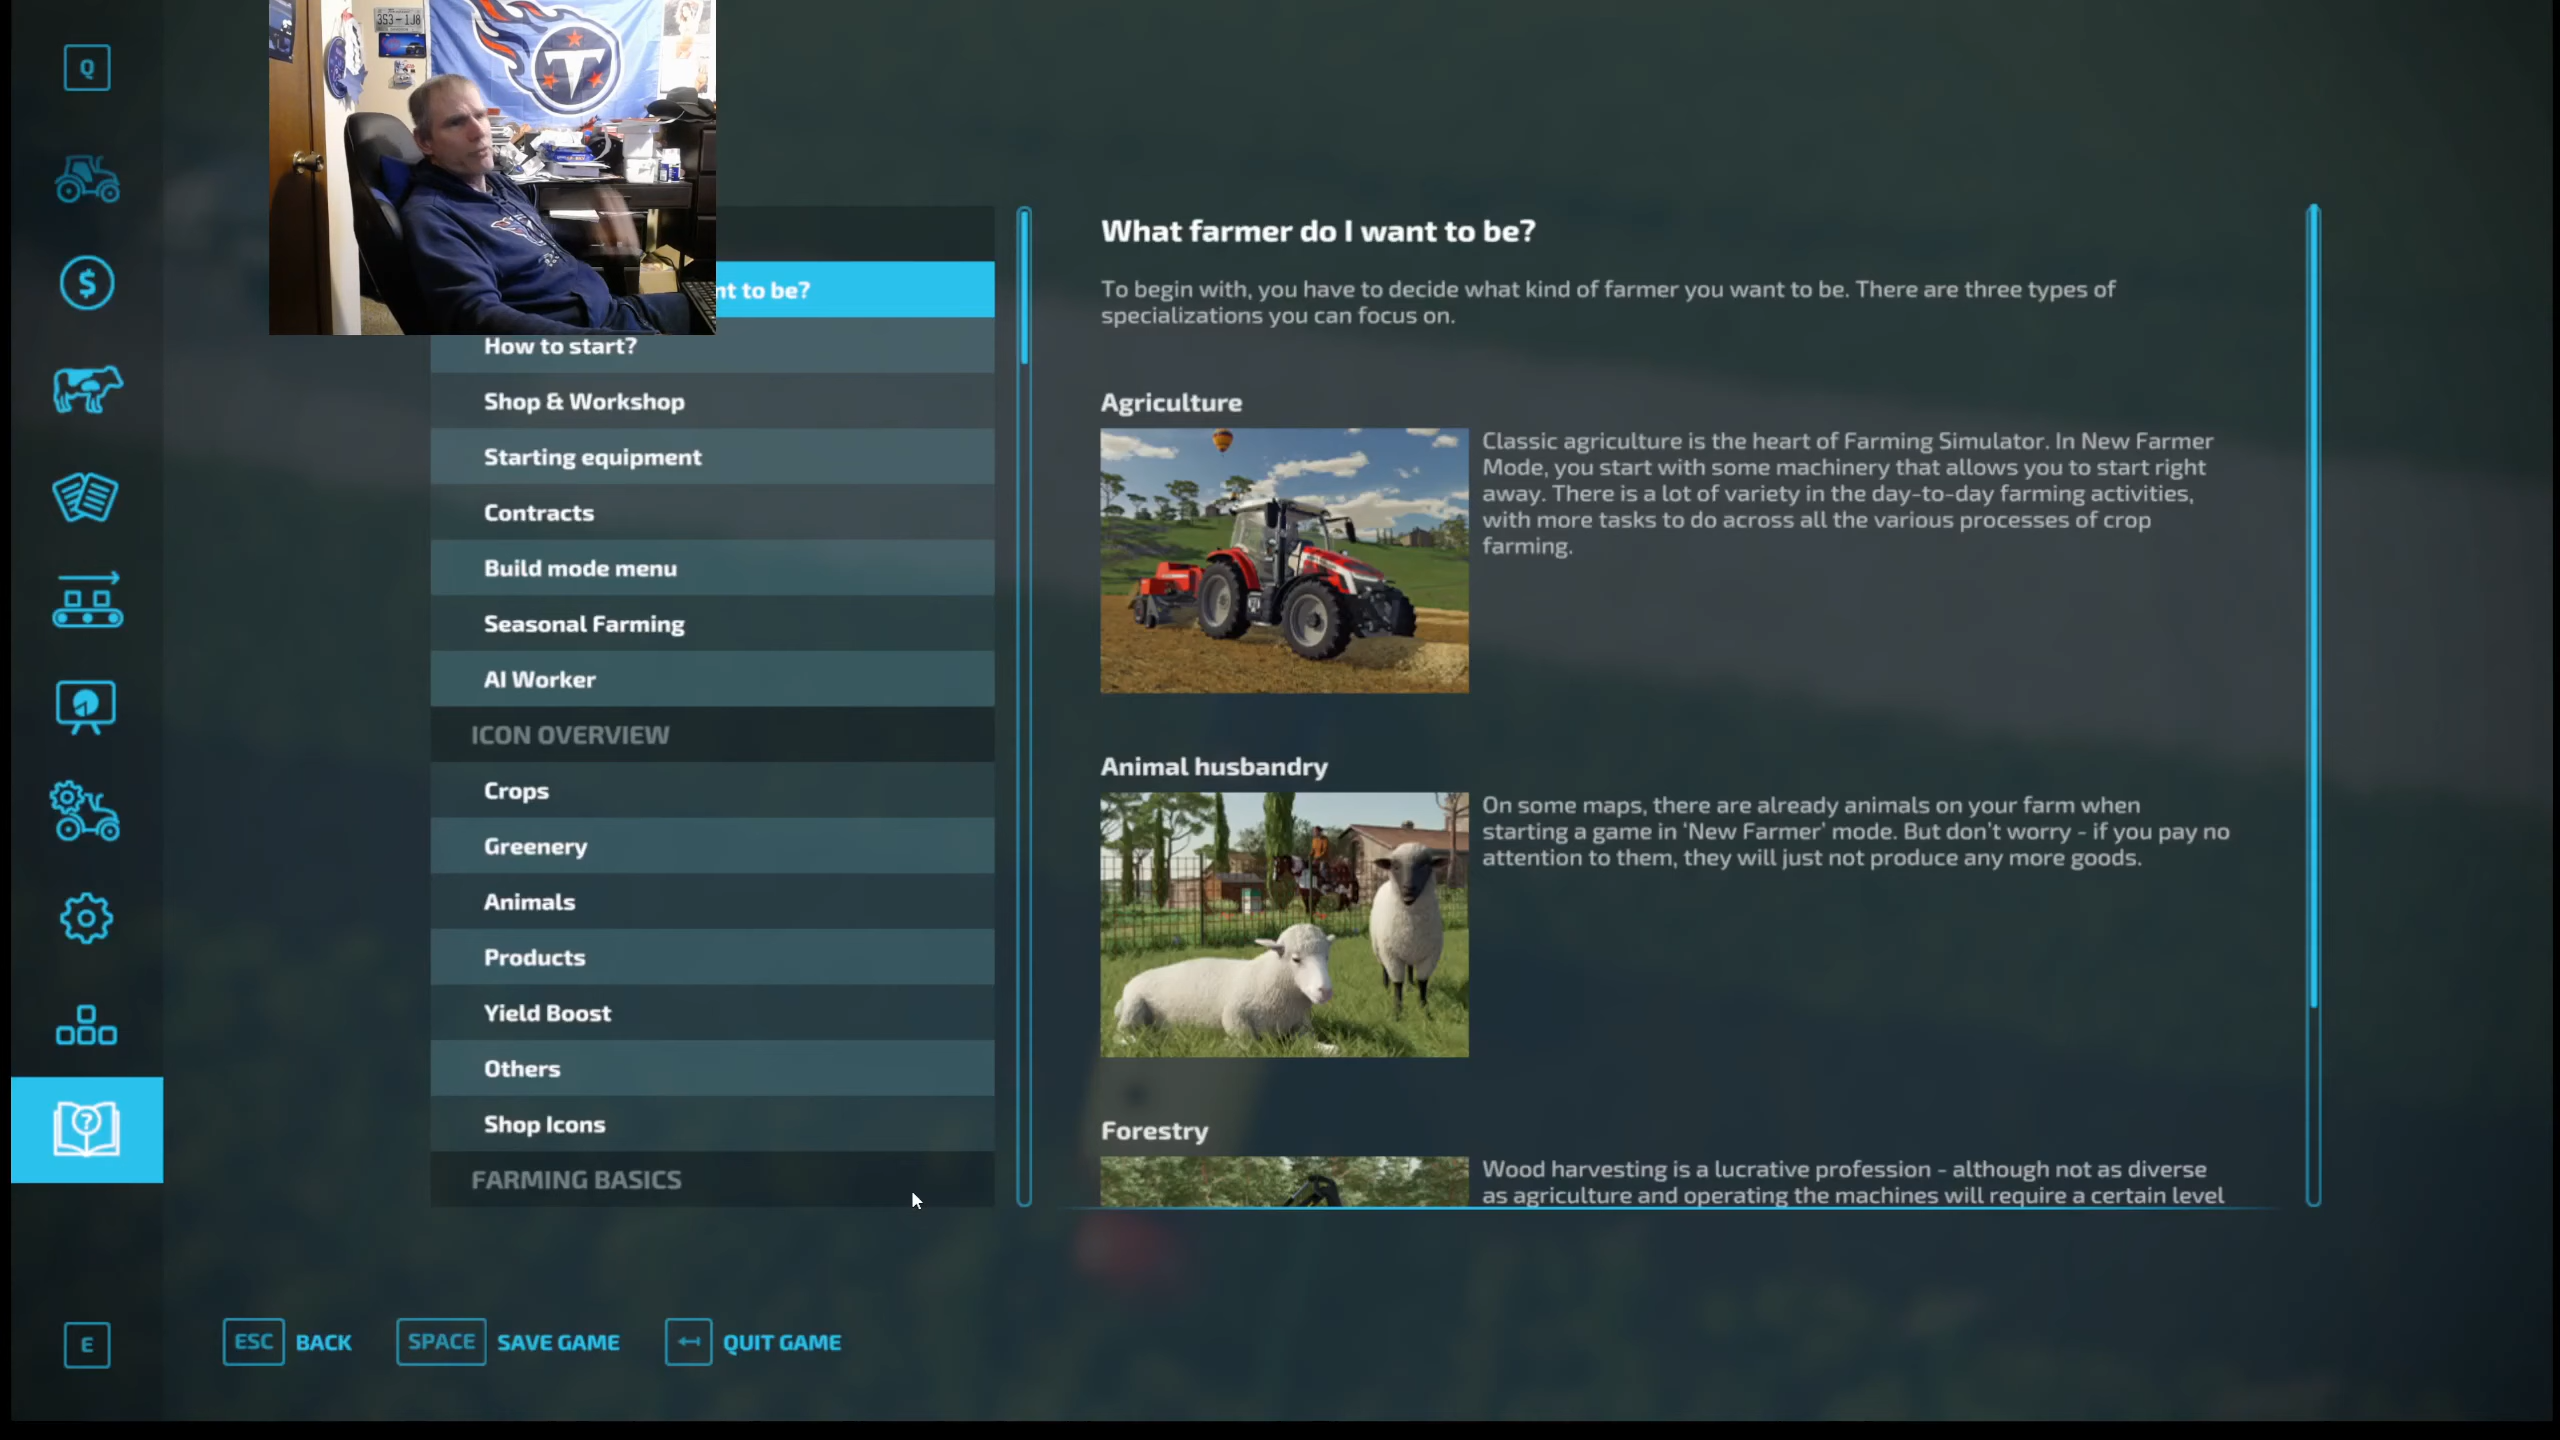 Q
353-1J8
T
nt to be?
How to start?
Shop & Workshop
Starting equipment
Contracts
Build mode menu
Seasonal Farming
AI Worker
ICON OVERVIEW
Crops
Greenery
Animals
Products
Yield Boost
Others
Shop Icons
FARMING BASICS
What farmer do I want to be?
To begin with, you have to decide what kind of farmer you want to be. There are three types of
specializations you can focus on.
Agriculture
Classic agriculture is the heart of Farming Simulator. In New Farmer
Mode, you start with some machinery that allows you to start right
away. There is a lot of variety in the day-to-day farming activities,
with more tasks to do across all the various processes of crop
farming.
Animal husbandry
On some maps, there are already animals on your farm when
starting a game in ‘New Farmer’ mode. But don’t worry - if you pay no
attention to them, they will just not produce any more goods.
Forestry
Wood harvesting is a lucrative profession - although not as diverse
as agriculture and operating the machines will require a certain level
E
ESC BACK SPACE SAVE GAME QUIT GAME